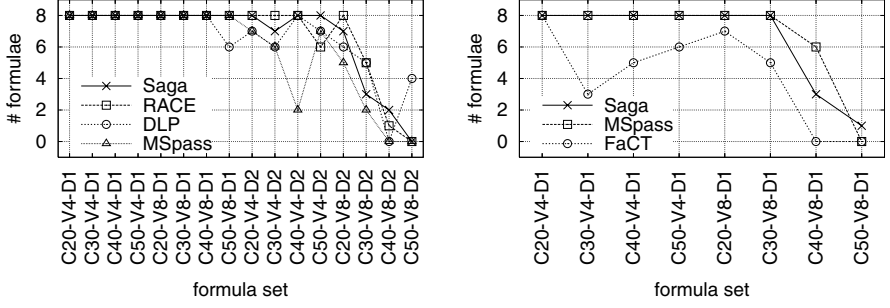 # formulae
8
6
4
2
0
Saga
RACE
DLP
MSpass
C20-V4-D1
C30-V4-D1
C40-V4-D1
C50-V4-D1
C20-V8-D1
C30-V8-D1
C40-V8-D1
C50-V8-D1
C20-V4-D2
C30-V4-D2
C40-V4-D2
C50-V4-D2
C20-V8-D2
C30-V8-D2
C40-V8-D2
C50-V8-D2
formula set
# formulae
8
6
4
2
0
Saga
MSpass
FaCT
C20-V4-D1
C30-V4-D1
C40-V4-D1
C50-V4-D1
C20-V8-D1
C30-V8-D1
C40-V8-D1
C50-V8-D1
formula set